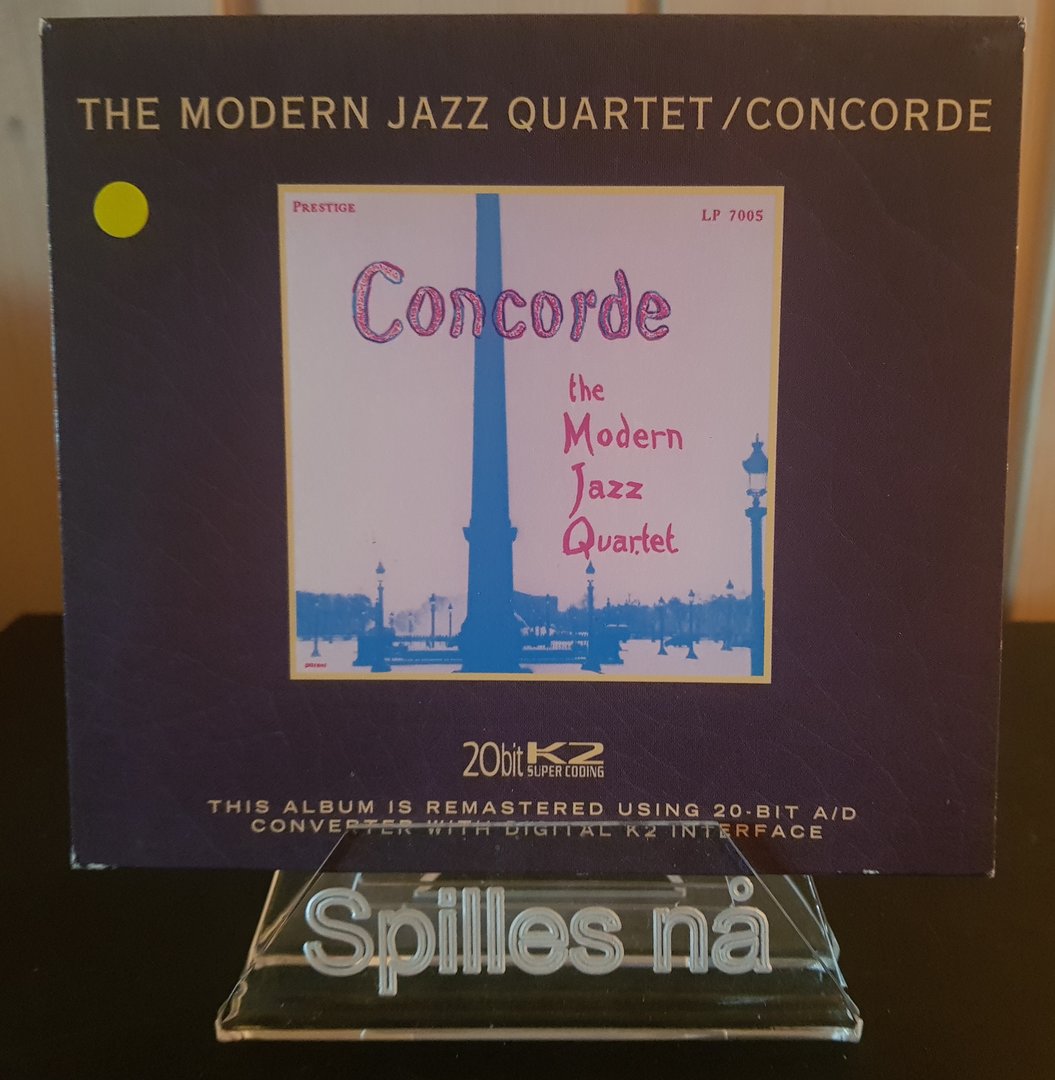 THE MODERN JAZZ QUARTET/CONCORDE
PRESTIGE
LP 7005
Concorde
the
Modern
Jazz
Quartet
20bit K2
SUPER CODING
THIS ALBUM IS REMASTERED USING 20-BIT A/D
CONVERTER WITH DIGITAL K2 INTERFACE
Spilles nå